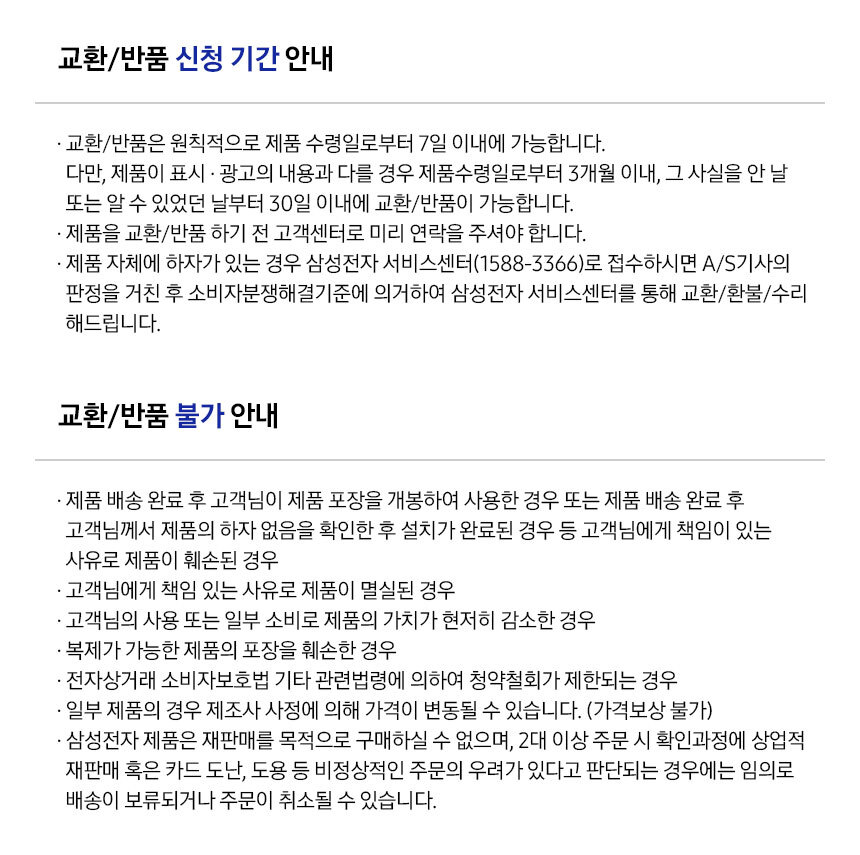 교환/반품 신청 기간 안내
· 교환/반품은 원칙적으로 제품 수령일로부터 7일 이내에 가능합니다.
다만, 제품이 표시 · 광고의 내용과 다를 경우 제품수령일로부터 3개월 이내, 그 사실을 안 날
또는 알 수 있었던 날부터 30일 이내에 교환/반품이 가능합니다.
· 제품을 교환/반품 하기 전 고객센터로 미리 연락을 주셔야 합니다.
· 제품 자체에 하자가 있는 경우 삼성전자 서비스센터(1588-3366)로 접수하시면 A/S기사의
판정을 거친 후 소비자분쟁해결기준에 의거하여 삼성전자 서비스센터를 통해 교환/환불/수리
해드립니다.
교환/반품 불가 안내
· 제품 배송 완료 후 고객님이 제품 포장을 개봉하여 사용한 경우 또는 제품 배송 완료 후
고객님께서 제품의 하자 없음을 확인한 후 설치가 완료된 경우 등 고객님에게 책임이 있는
사유로 제품이 훼손된 경우
· 고객님에게 책임 있는 사유로 제품이 멸실된 경우
· 고객님의 사용 또는 일부 소비로 제품의 가치가 현저히 감소한 경우
· 복제가 가능한 제품의 포장을 훼손한 경우
· 전자상거래 소비자보호법 기타 관련법령에 의하여 청약철회가 제한되는 경우
· 일부 제품의 경우 제조사 사정에 의해 가격이 변동될 수 있습니다. (가격보상 불가)
· 삼성전자 제품은 재판매를 목적으로 구매하실 수 없으며, 2대 이상 주문 시 확인과정에 상업적
재판매 혹은 카드 도난, 도용 등 비정상적인 주문의 우려가 있다고 판단되는 경우에는 임의로
배송이 보류되거나 주문이 취소될 수 있습니다.